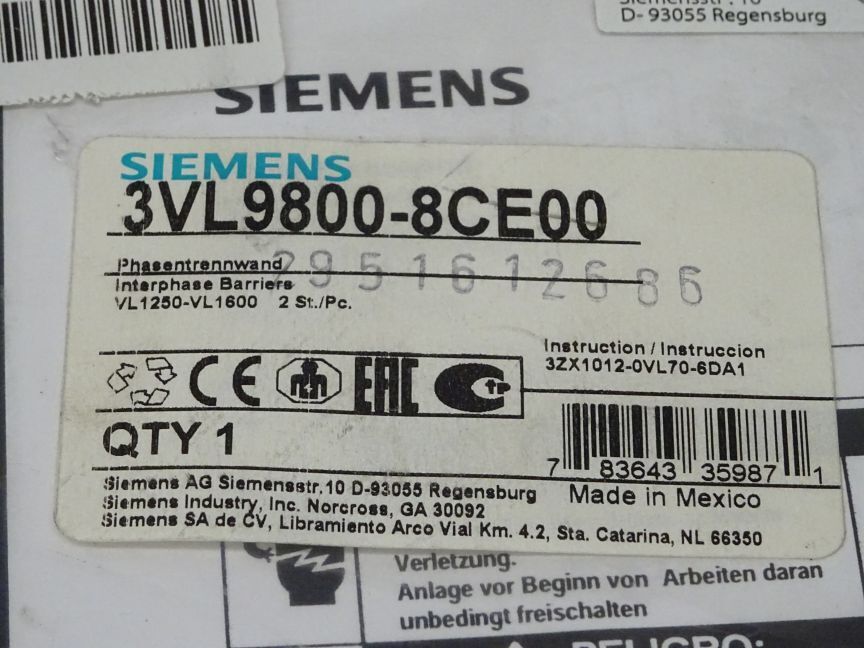 D- 93055 Regensburg
SIEMENS
SIEMENS
3VL9800-8CE00
Phasentrennwand
2951612686
Interphase Barriers
VL1250-VL1600 2 St./Pc.
Instruction / Instruccion
3ZX1012-0VL70-6DA1
CE EAC
QTY 1
7 83643 35987 1
Made in Mexico
Siemens AG Siemensstr.10 D-93055 Regensburg
Siemens Industry, Inc. Norcross, GA 30092
Siemens SA de CV, Libramiento Arco Vial Km. 4.2, Sta. Catarina, NL 66350
Verletzung.
Anlage vor Beginn von Arbeiten daran
unbedingt freischalten
PELIGRO: